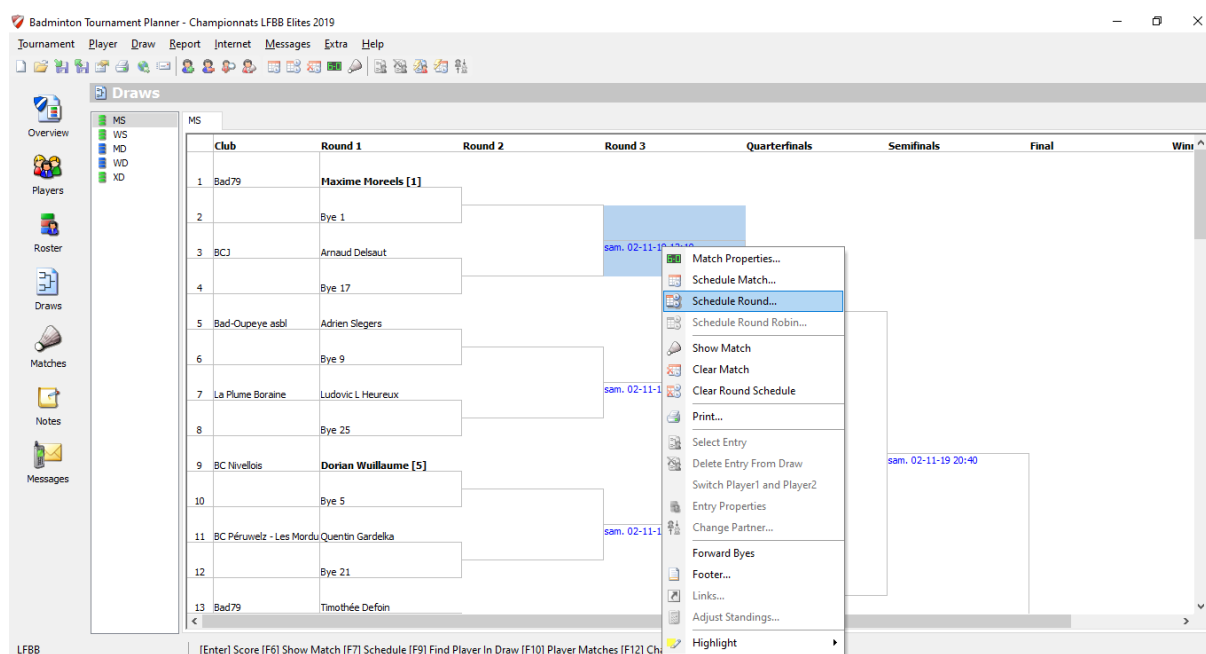 Badminton Tournament Planner - Championnats LFBB Elites 2019
Tournament Player Draw Report Internet Messages Extra Help
Draws
Overview
Players
Roster
Draws
Matches
Notes
Messages
MS
WS
MD
WD
XD
MS
Club Round 1 Round 2 Round 3 Quarterfinals Semifinals Final
1 Bad79 Maxime Moreels [1]
2 Bye 1
3 BCJ Arnaud Delsaut sam. 02-11-19
4 Bye 17
5 Bad-Oupeye asbl Adrien Slegers
6 Bye 9
7 La Plume Boraine Ludovic L Heureux sam. 02-11-1
8 Bye 25
9 BC Nivellois Dorian Wuillaume [5] sam. 02-11-19 20:40
10 Bye 5
11 BC Péruwelz - Les Mordu Quentin Gardelka sam. 02-11-1
12 Bye 21
13 Bad79 Timothée Defoin
Match Properties...
Schedule Match...
Schedule Round...
Schedule Round Robin...
Show Match
Clear Match
Clear Round Schedule
Print...
Select Entry
Delete Entry From Draw
Switch Player1 and Player2
Entry Properties
Change Partner...
Forward Byes
Footer...
Links...
Adjust Standings...
Highlight
LFBB [Enter] Score [F6] Show Match [F7] Schedule [F9] Find Player In Draw [F10] Player Matches [F12]